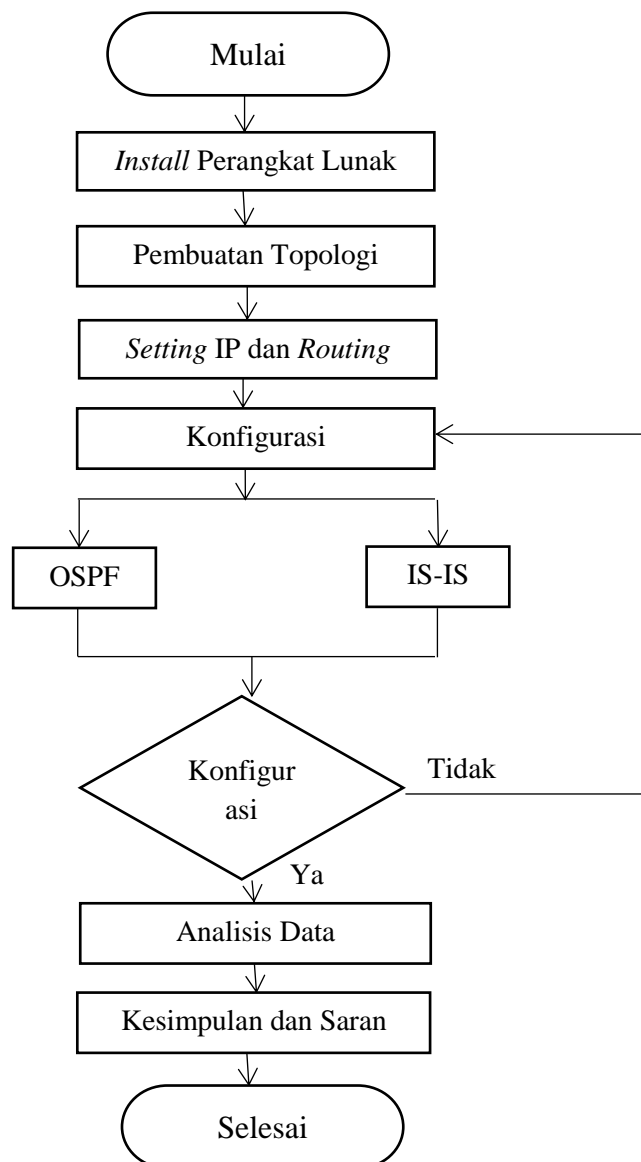 Mulai
Install Perangkat Lunak
Pembuatan Topologi
Setting IP dan Routing
Konfigurasi
OSPF
IS-IS
Konfigur
asi
Tidak
Ya
Analisis Data
Kesimpulan dan Saran
Selesai